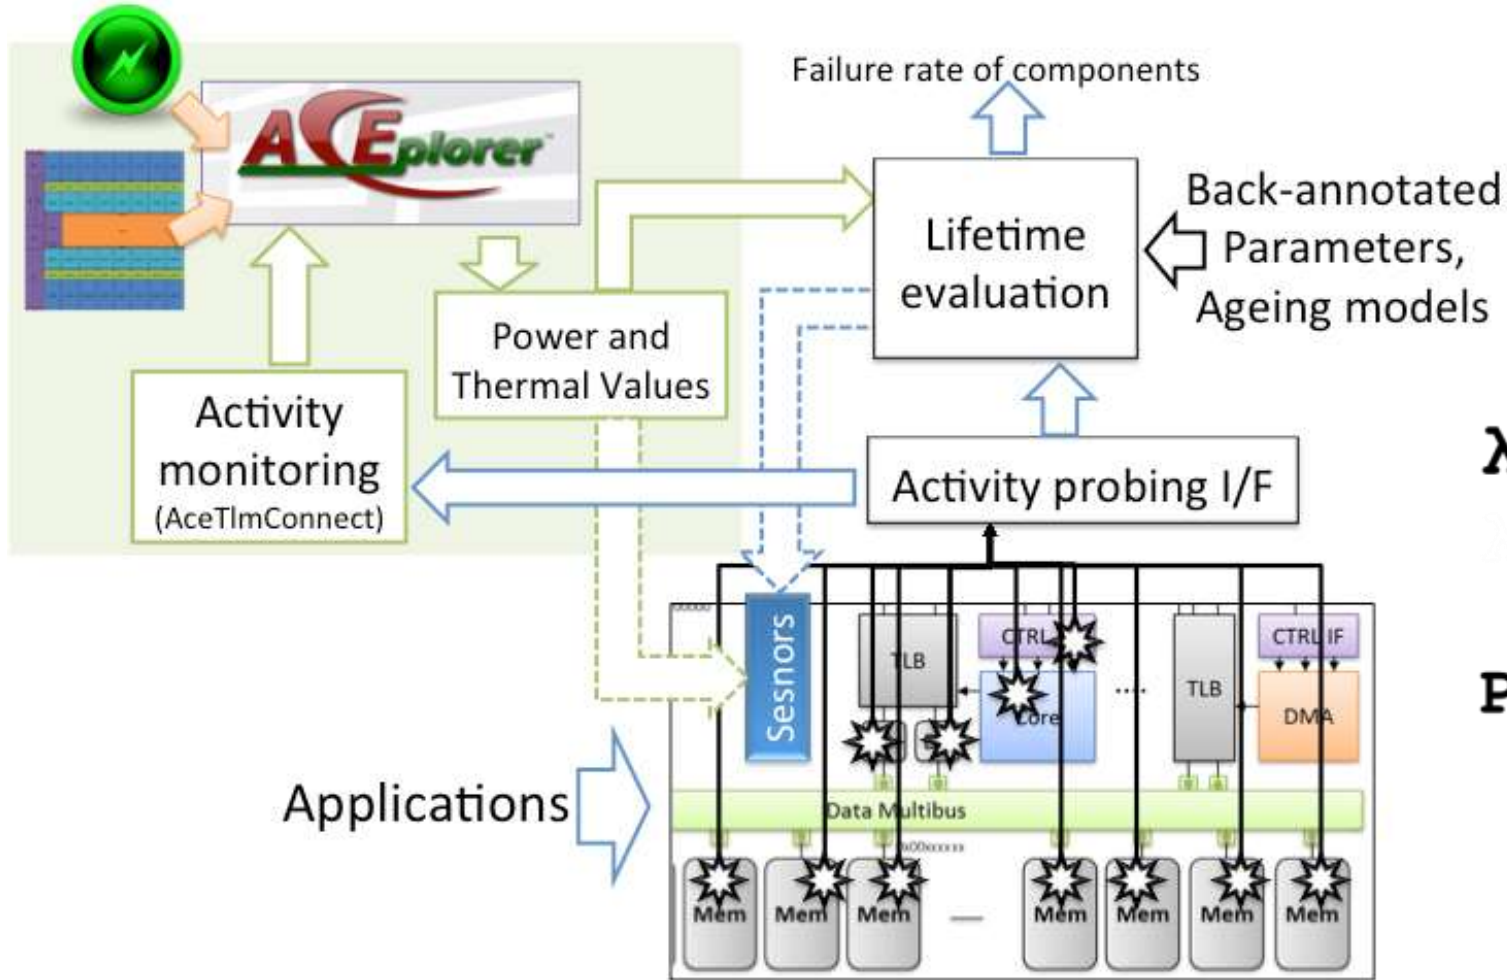 Failure rate of components
ACEplorer™
Back-annotated
Parameters,
Ageing models
Lifetime
evaluation
Power and
Thermal Values
Activity
monitoring
(AceTlmConnect)
Activity probing I/F
λ
P
Sesnors
TLB
CTRL
Core
....
TLB
CTRL IF
DMA
Applications
Data Multibus
Mem
Mem
Mem
Mem
Mem
Mem
Mem